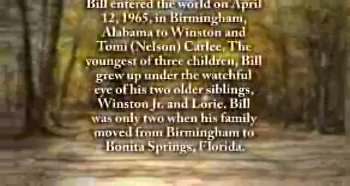 Bill entered the world on April
12, 1965, in Birmingham,
Alabama to Winston and
Tomi (Nelson) Carlee. The
youngest of three children, Bill
grew up under the watchful
eye of his two older siblings,
Winston Jr. and Lorie. Bill
was only two when his family
moved from Birmingham to
Bonita Springs, Florida.